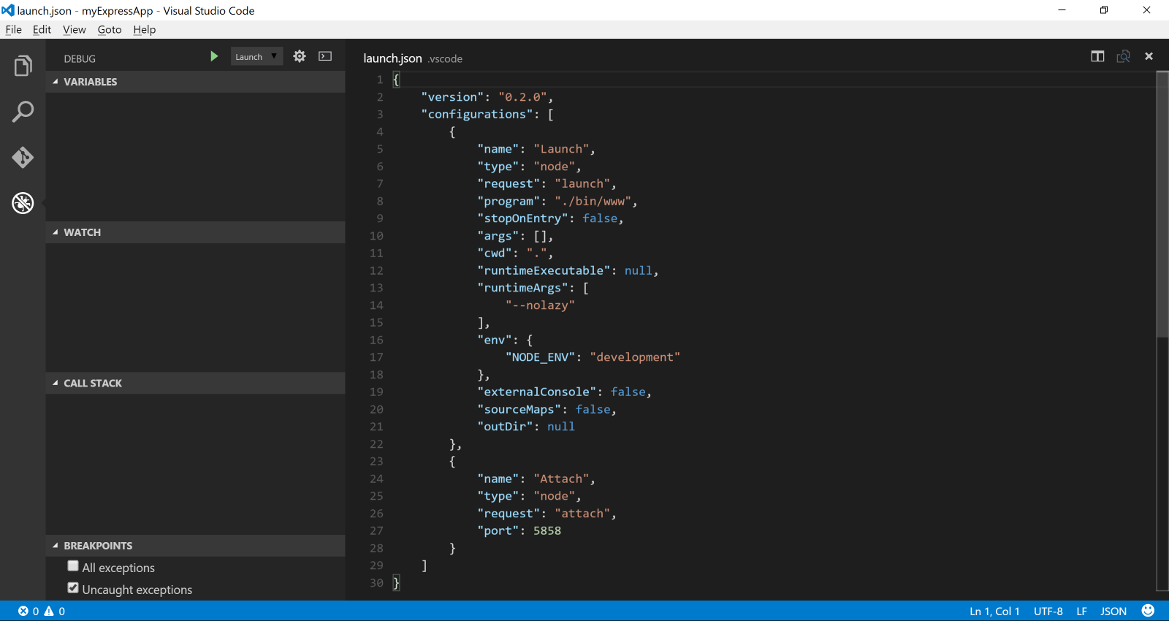 launch.json - myExpressApp - Visual Studio Code
File Edit View Goto Help
DEBUG Launch
VARIABLES
WATCH
CALL STACK
BREAKPOINTS
All exceptions
Uncaught exceptions
launch.json .vscode
1 {
2     "version": "0.2.0",
3     "configurations": [
4         {
5             "name": "Launch",
6             "type": "node",
7             "request": "launch",
8             "program": "./bin/www",
9             "stopOnEntry": false,
10             "args": [],
11             "cwd": ".",
12             "runtimeExecutable": null,
13             "runtimeArgs": [
14                 "--nolazy"
15             ],
16             "env": {
17                 "NODE_ENV": "development"
18             },
19             "externalConsole": false,
20             "sourceMaps": false,
21             "outDir": null
22         },
23         {
24             "name": "Attach",
25             "type": "node",
26             "request": "attach",
27             "port": 5858
28         }
29     ]
30 }
0 0 Ln 1, Col 1 UTF-8 LF JSON